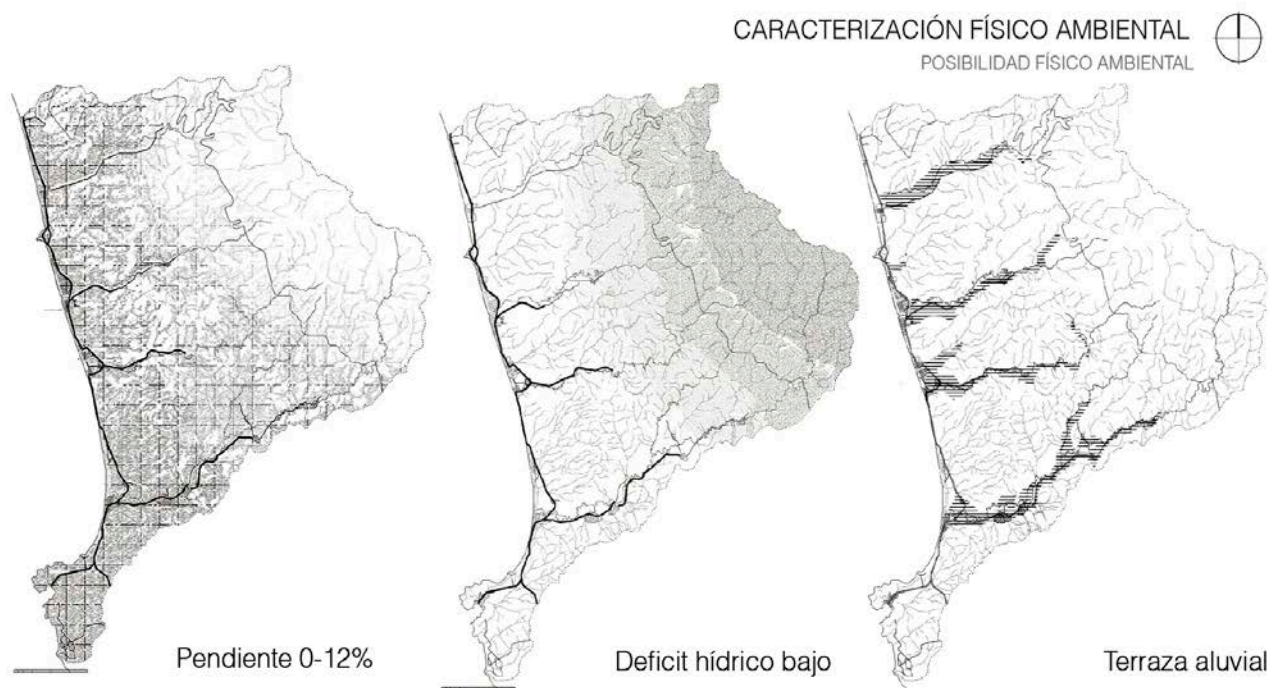 CARACTERIZACIÓN FÍSICO AMBIENTAL
POSIBILIDAD FÍSICO AMBIENTAL
Pendiente 0-12%
Deficit hídrico bajo
Terraza aluvial